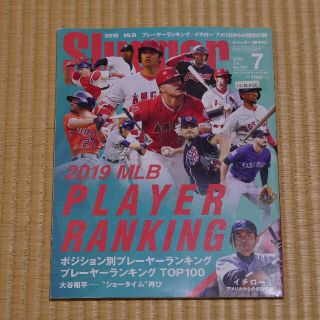 2019 MLB プレーヤーランキング イチロー アメリカからの惜別の辞
Slugger
7
2019 MLB
PLAYER
RANKING
ポジション別プレーヤーランキング
プレーヤーランキング TOP100
大谷翔平 "ショータイム"再び
イチロー